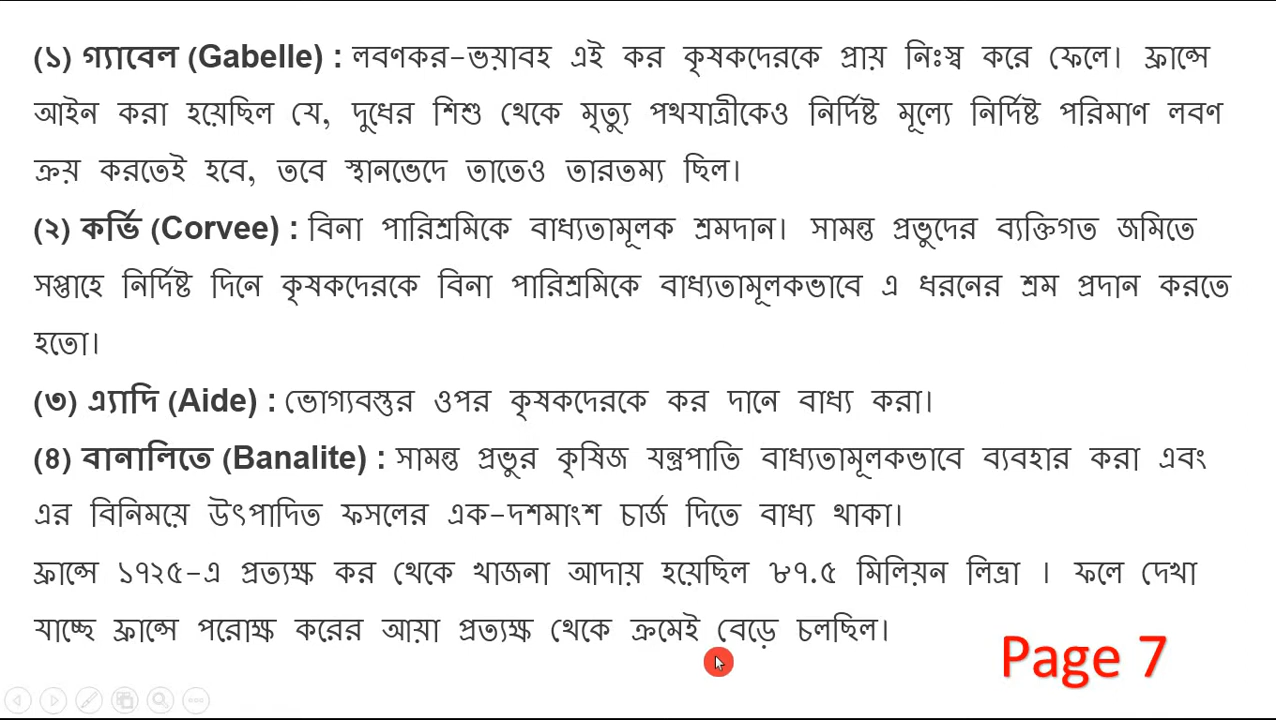 (১) গ্যাবেল (Gabelle) : লবণকর-ভয়াবহ এই কর কৃষকদেরকে প্রায় নিঃস্ব করে ফেলে। ফ্রান্সে
আইন করা হয়েছিল যে, দুধের শিশু থেকে মৃত্যু পথযাত্রীকেও নির্দিষ্ট মূল্যে নির্দিষ্ট পরিমাণ লবণ
ক্রয় করতেই হবে, তবে স্থানভেদে তাতেও তারতম্য ছিল।
(২) কর্ভি (Corvee) : বিনা পারিশ্রমিকে বাধ্যতামূলক শ্রমদান। সামন্ত প্রভুদের ব্যক্তিগত জমিতে
সপ্তাহে নির্দিষ্ট দিনে কৃষকদেরকে বিনা পারিশ্রমিকে বাধ্যতামূলকভাবে এ ধরনের শ্রম প্রদান করতে
হতো।
(৩) এ্যাদি (Aide) : ভোগ্যবস্তুর ওপর কৃষকদেরকে কর দানে বাধ্য করা।
(৪) বানালিতে (Banalite) : সামন্ত প্রভুর কৃষিজ যন্ত্রপাতি বাধ্যতামূলকভাবে ব্যবহার করা এবং
এর বিনিময়ে উৎপাদিত ফসলের এক-দশমাংশ চার্জ দিতে বাধ্য থাকা।
ফ্রান্সে ১৭২৫-এ প্রত্যক্ষ কর থেকে খাজনা আদায় হয়েছিল ৮৭.৫ মিলিয়ন লিভ্রা । ফলে দেখা
যাচ্ছে ফ্রান্সে পরোক্ষ করের আয়া প্রত্যক্ষ থেকে ক্রমেই বেড়ে চলছিল।
Page 7